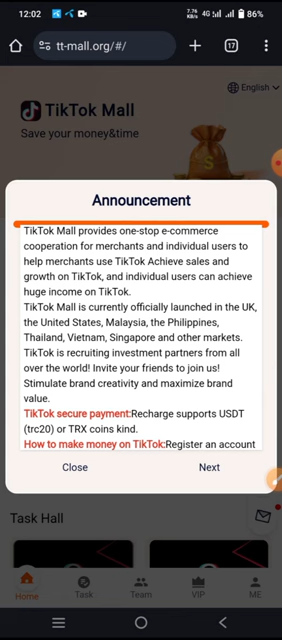 12:02
7.76 KB/s 4G 86%
tt-mall.org/#/
17
English
TikTok Mall
Save your money&time
Announcement
TikTok Mall provides one-stop e-commerce
cooperation for merchants and individual users to
help merchants use TikTok Achieve sales and
growth on TikTok, and individual users can achieve
huge income on TikTok.
TikTok Mall is currently officially launched in the UK,
the United States, Malaysia, the Philippines,
Thailand, Vietnam, Singapore and other markets.
TikTok is recruiting investment partners from all
over the world! Invite your friends to join us!
Stimulate brand creativity and maximize brand
value.
TikTok secure payment:Recharge supports USDT
(trc20) or TRX coins kind.
How to make money on TikTok:Register an account
Close Next
Task Hall
Home Task Team VIP ME